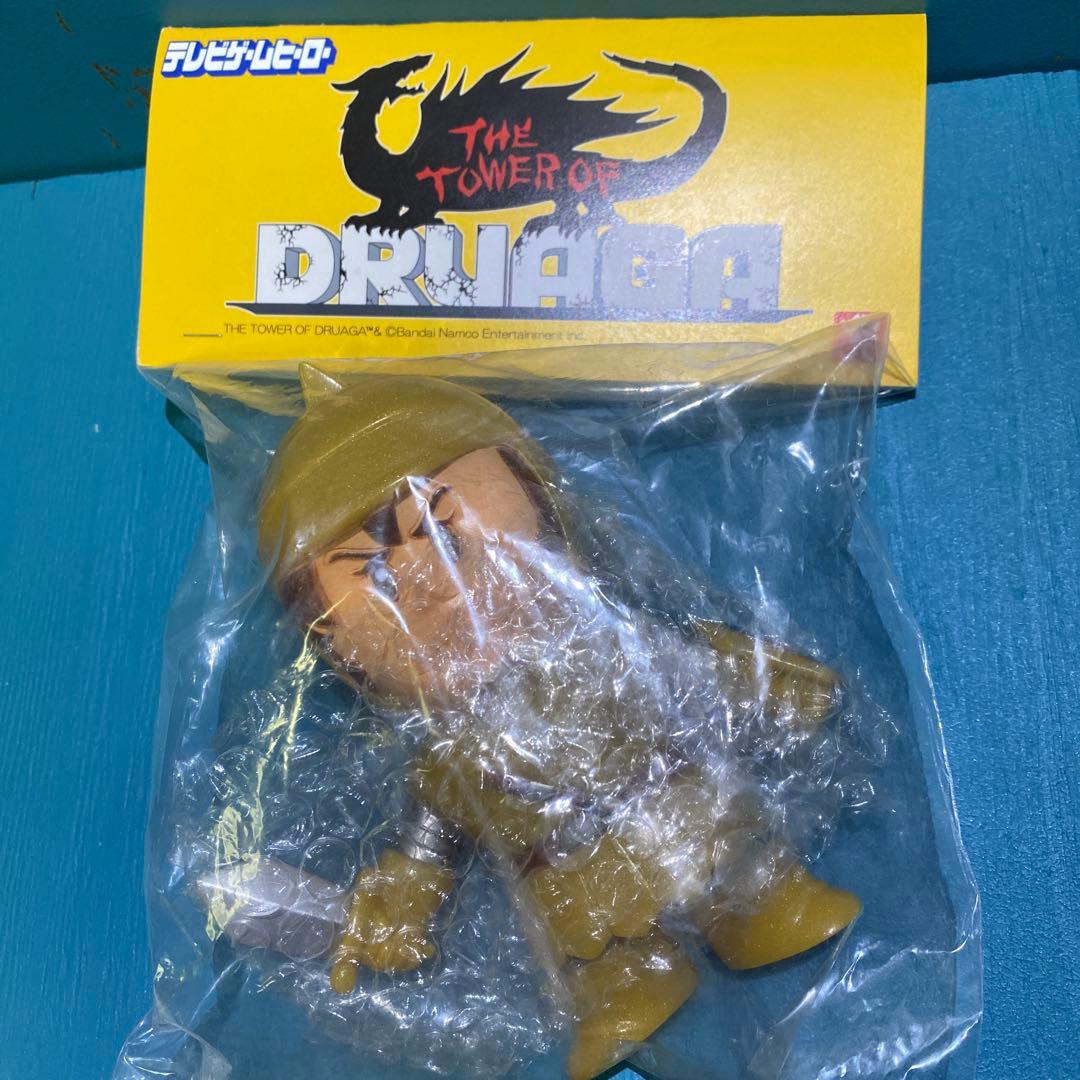 テレビゲームヒーロー
THE
TOWER OF
DRUAGA
THE TOWER OF DRUAGA™& ©Bandai Namco Entertainment Inc.